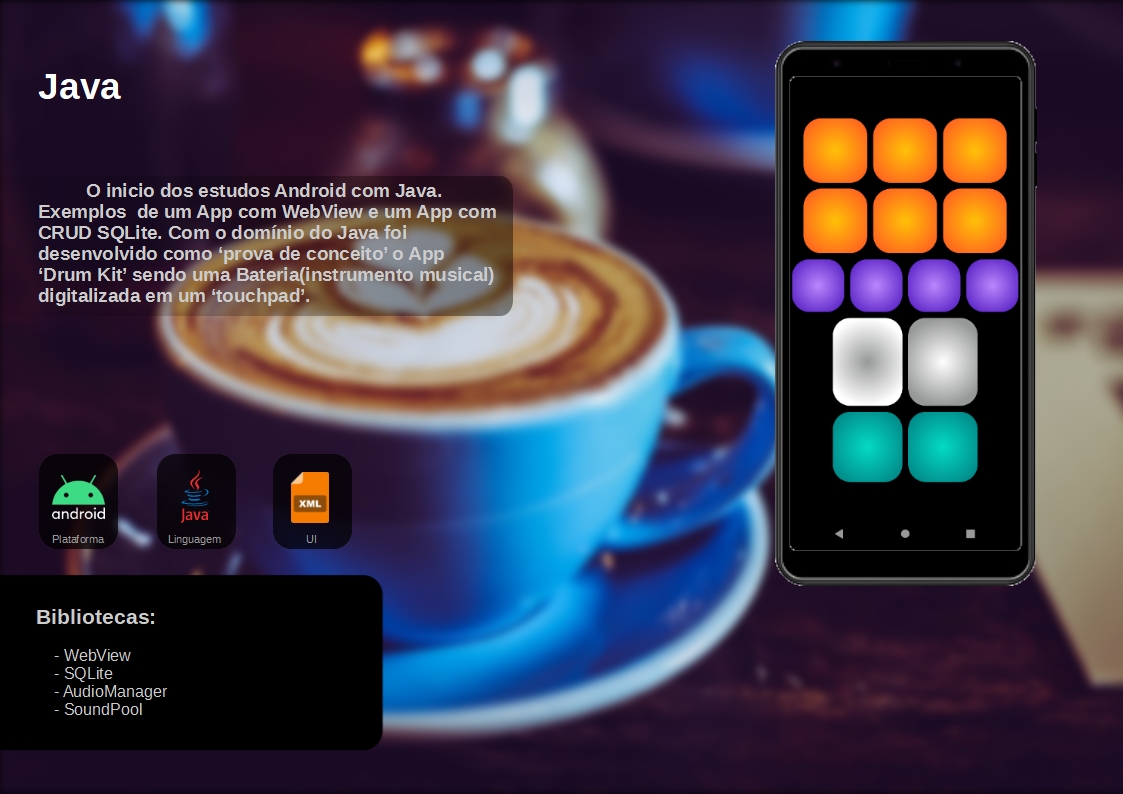 Java
O inicio dos estudos Android com Java.
Exemplos  de um App com WebView e um App com
CRUD SQLite. Com o domínio do Java foi
desenvolvido como ‘prova de conceito’ o App
‘Drum Kit’ sendo uma Bateria(instrumento musical)
digitalizada em um ‘touchpad’.
android
Plataforma
Java
Linguagem
XML
UI
Bibliotecas:
- WebView
- SQLite
- AudioManager
- SoundPool